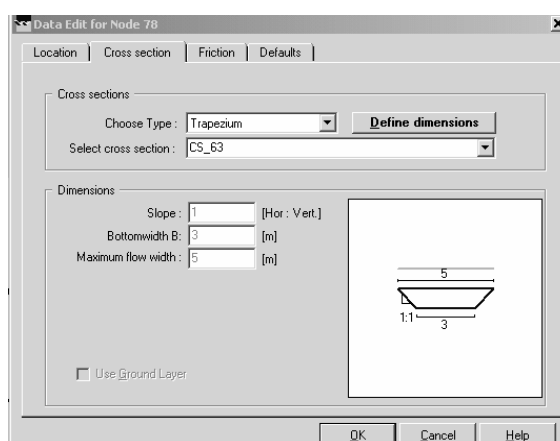 Data Edit for Node 78
Location Cross section Friction Defaults
Cross sections
Choose Type : Trapezium Define dimensions
Select cross section : CS_63
Dimensions
Slope : 1 [Hor : Vert.]
Bottomwidth B: 3 [m]
Maximum flow width : 5 [m]
5
1:1 3
Use Ground Layer
OK Cancel Help